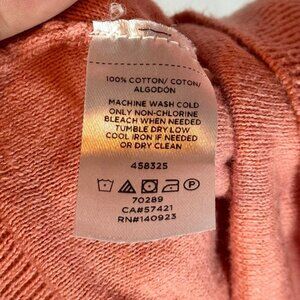 100% COTTON/ COTON/
ALGODÓN
MACHINE WASH COLD
ONLY NON-CHLORINE
BLEACH WHEN NEEDED
TUMBLE DRY LOW
COOL IRON IF NEEDED
OR DRY CLEAN
458325
70289
CA#57421
RN#140923